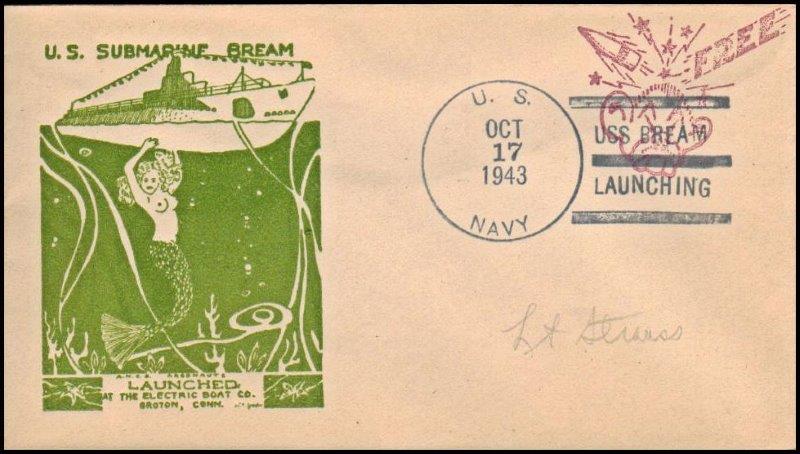 U.S. SUBMARINE BREAM
A.N.C.S. ARGONAUTS
LAUNCHED
AT THE ELECTRIC BOAT CO.
GROTON, CONN.
U. S.
OCT
17
1943
NAVY
FREE
USS BREAM
LAUNCHING
Lt Strauss